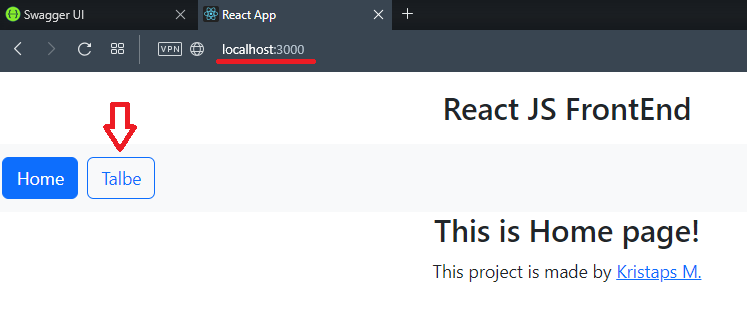 Swagger UI
React App
VPN
localhost:3000
React JS FrontEnd
Home
Talbe
This is Home page!
This project is made by Kristaps M.